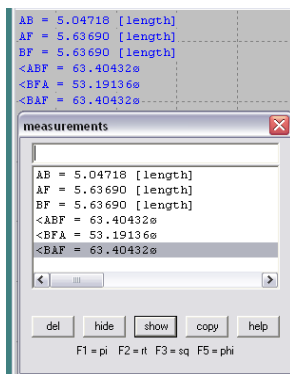 AB = 5.04718 [length]
AF = 5.63690 [length]
BF = 5.63690 [length]
<ABF = 63.40432ø
<BFA = 53.19136ø
<BAF = 63.40432ø
measurements
AB = 5.04718 [length]
AF = 5.63690 [length]
BF = 5.63690 [length]
<ABF = 63.40432ø
<BFA = 53.19136ø
<BAF = 63.40432ø
del hide show copy help
F1 = pi F2 = rt F3 = sq F5 = phi